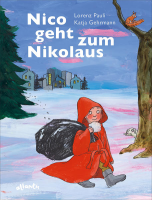 Lorenz Pauli
Katja Gehrmann
Nico
geht zum
Nikolaus
atlantis